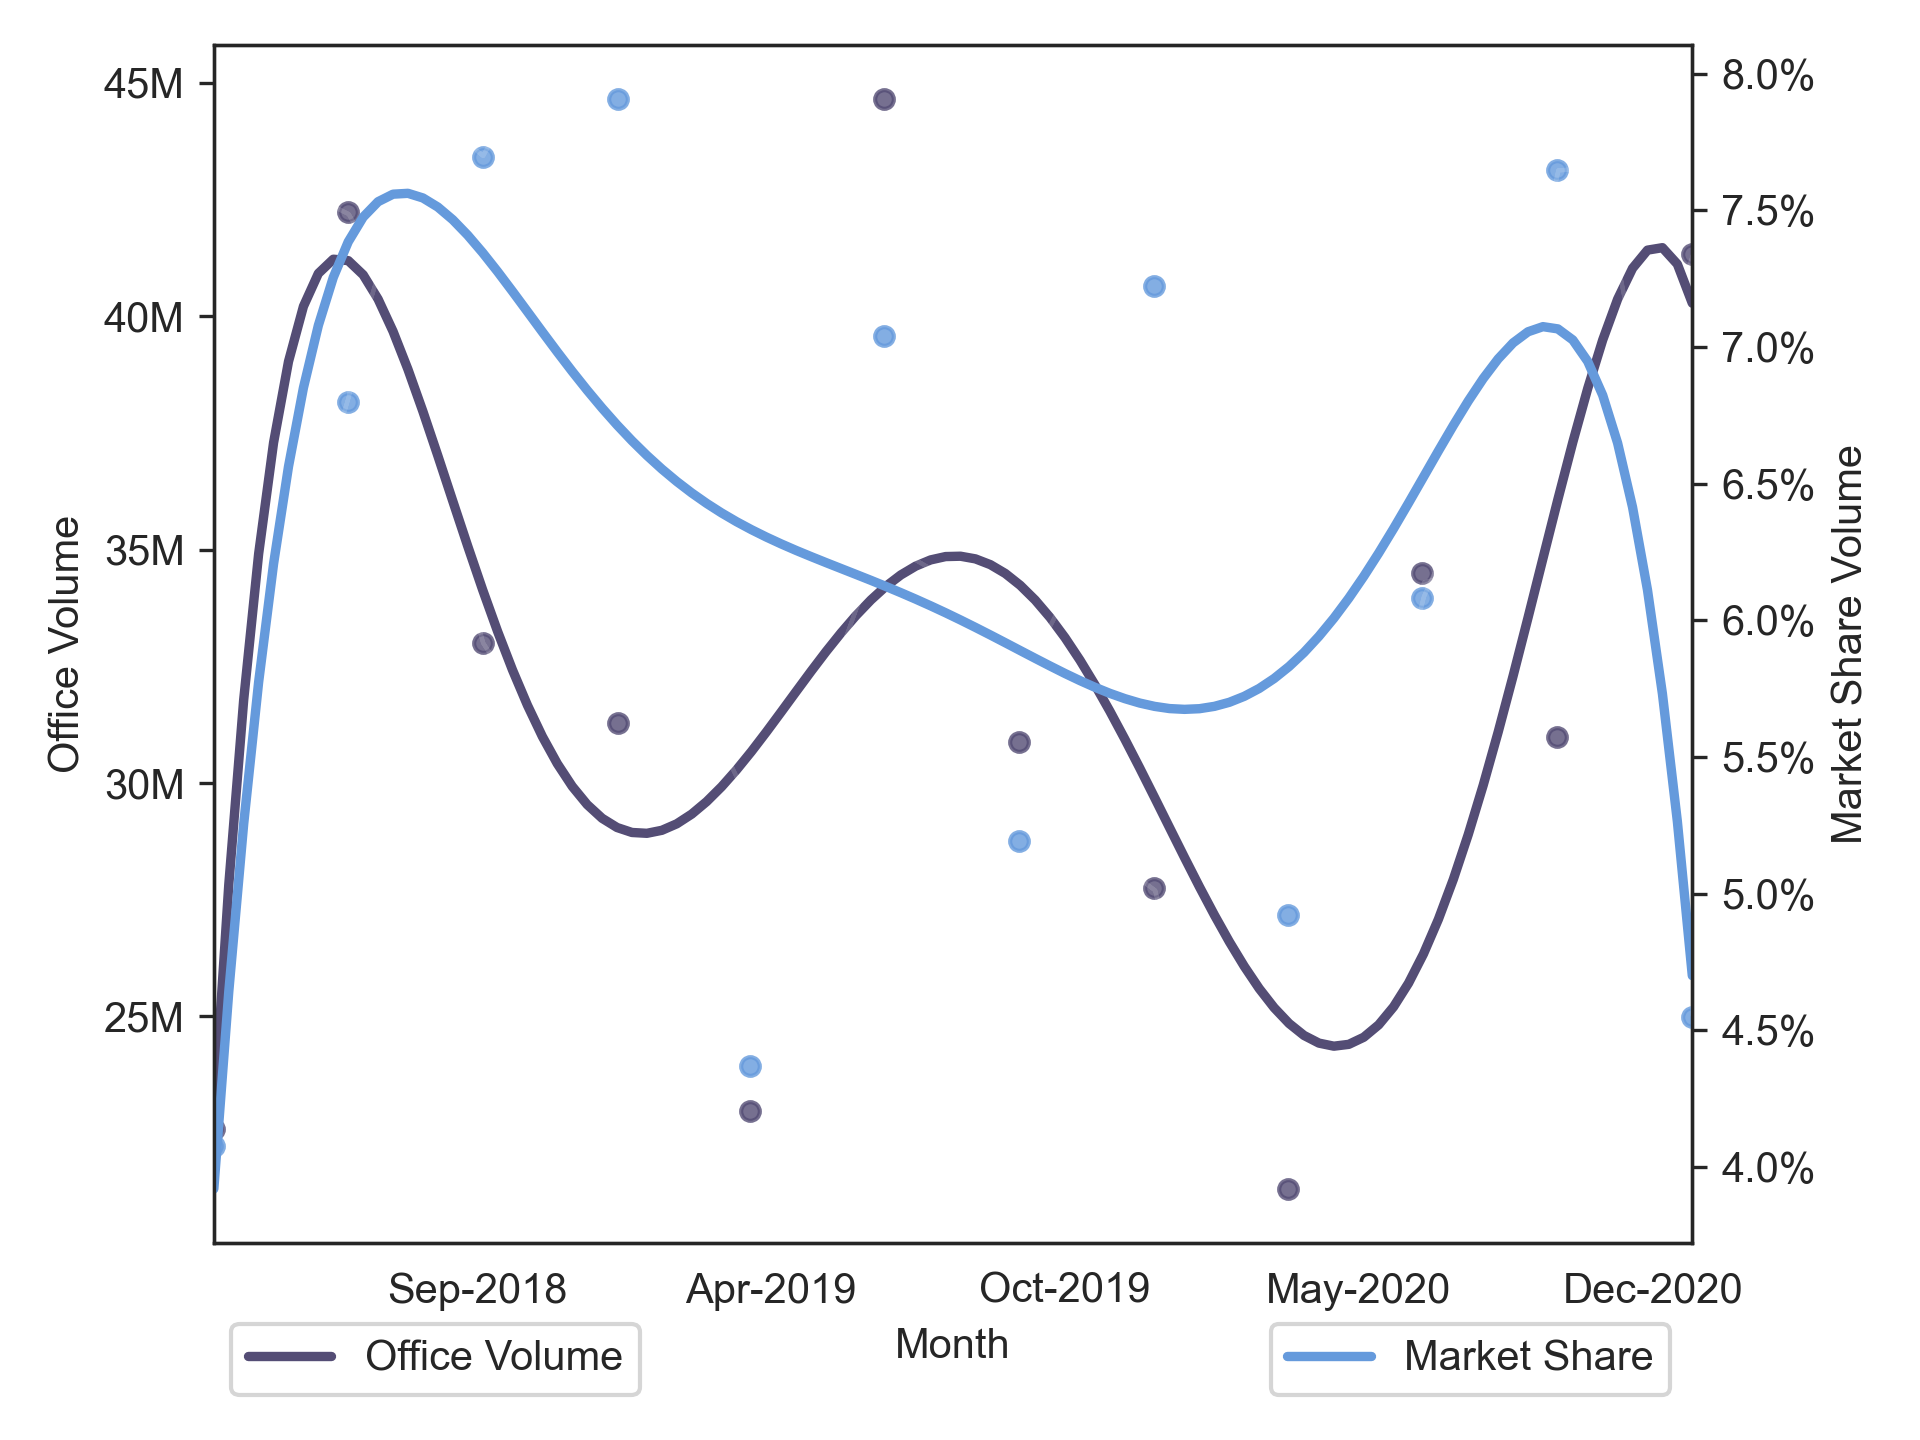 45M
40M
35M
30M
25M
Office Volume
8.0%
7.5%
7.0%
6.5%
6.0%
5.5%
5.0%
4.5%
4.0%
Market Share Volume
Sep-2018 Apr-2019 Oct-2019 May-2020 Dec-2020
Month
Office Volume
Market Share